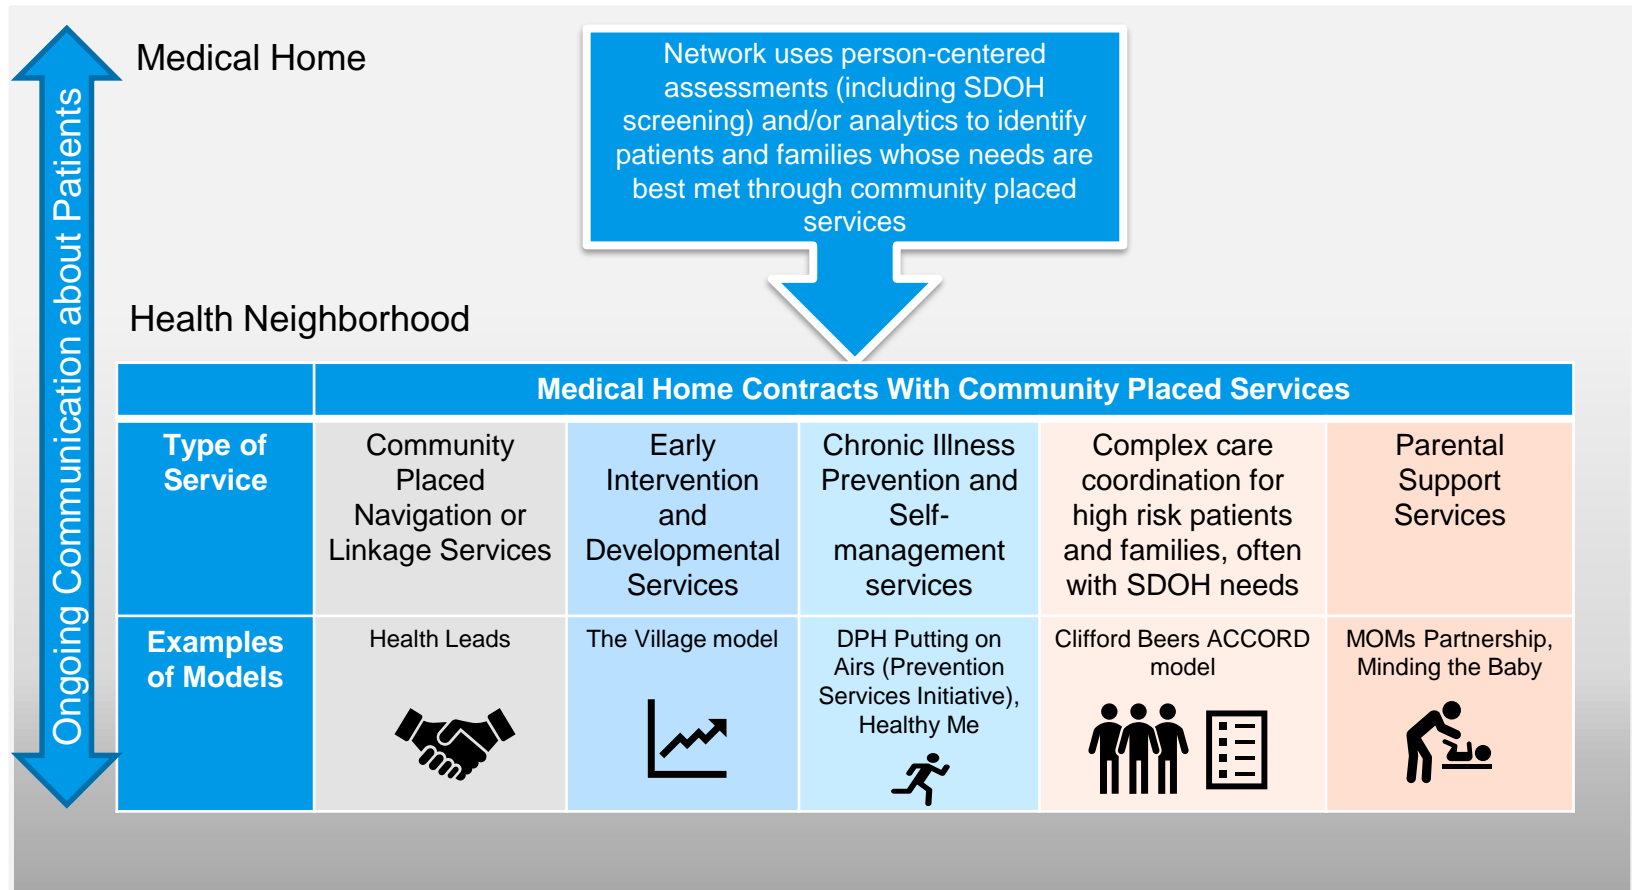 Medical Home
Network uses person-centered
assessments (including SDOH
screening) and/or analytics to identify
patients and families whose needs are
best met through community placed
services
Ongoing Communication about Patients
Health Neighborhood
Medical Home Contracts With Community Placed Services
Type of
Service
Community
Placed
Navigation or
Linkage Services
Early
Intervention
and
Developmental
Services
Chronic Illness
Prevention and
Self-
management
services
Complex care
coordination for
high risk patients
and families, often
with SDOH needs
Parental
Support
Services
Examples
of Models
Health Leads
The Village model
DPH Putting on
Airs (Prevention
Services Initiative),
Healthy Me
Clifford Beers ACCORD
model
MOMs Partnership,
Minding the Baby